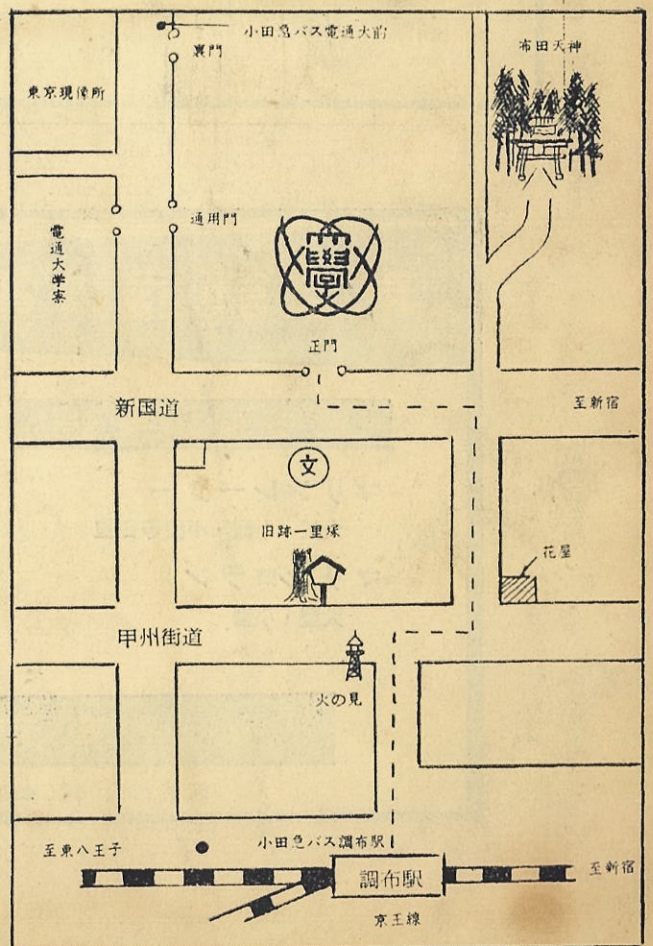 小田急バス電通大前
裏門
布田天神
東京現像所
通用門
電通大学寮
學
正門
新国道
至新宿
文
旧跡一里塚
花屋
甲州街道
火の見
至東八王子
小田急バス調布駅
調布駅
至新宿
京王線